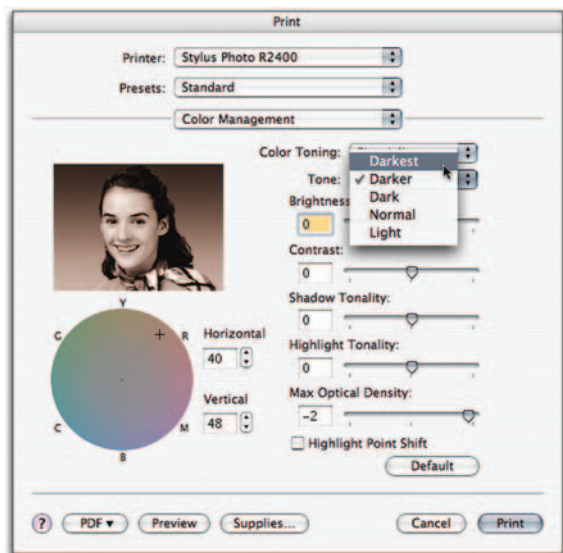 Print
Printer: Stylus Photo R2400
Presets: Standard
Color Management
Color Toning:
Darkest
Tone: ✓ Darker
Dark
Normal
Light
Brightness
0
Contrast:
0
Shadow Tonality:
0
Highlight Tonality:
0
Max Optical Density:
-2
Highlight Point Shift
Default
Y
G R
C M
B
Horizontal
40
Vertical
48
? PDF ▼ Preview Supplies... Cancel Print